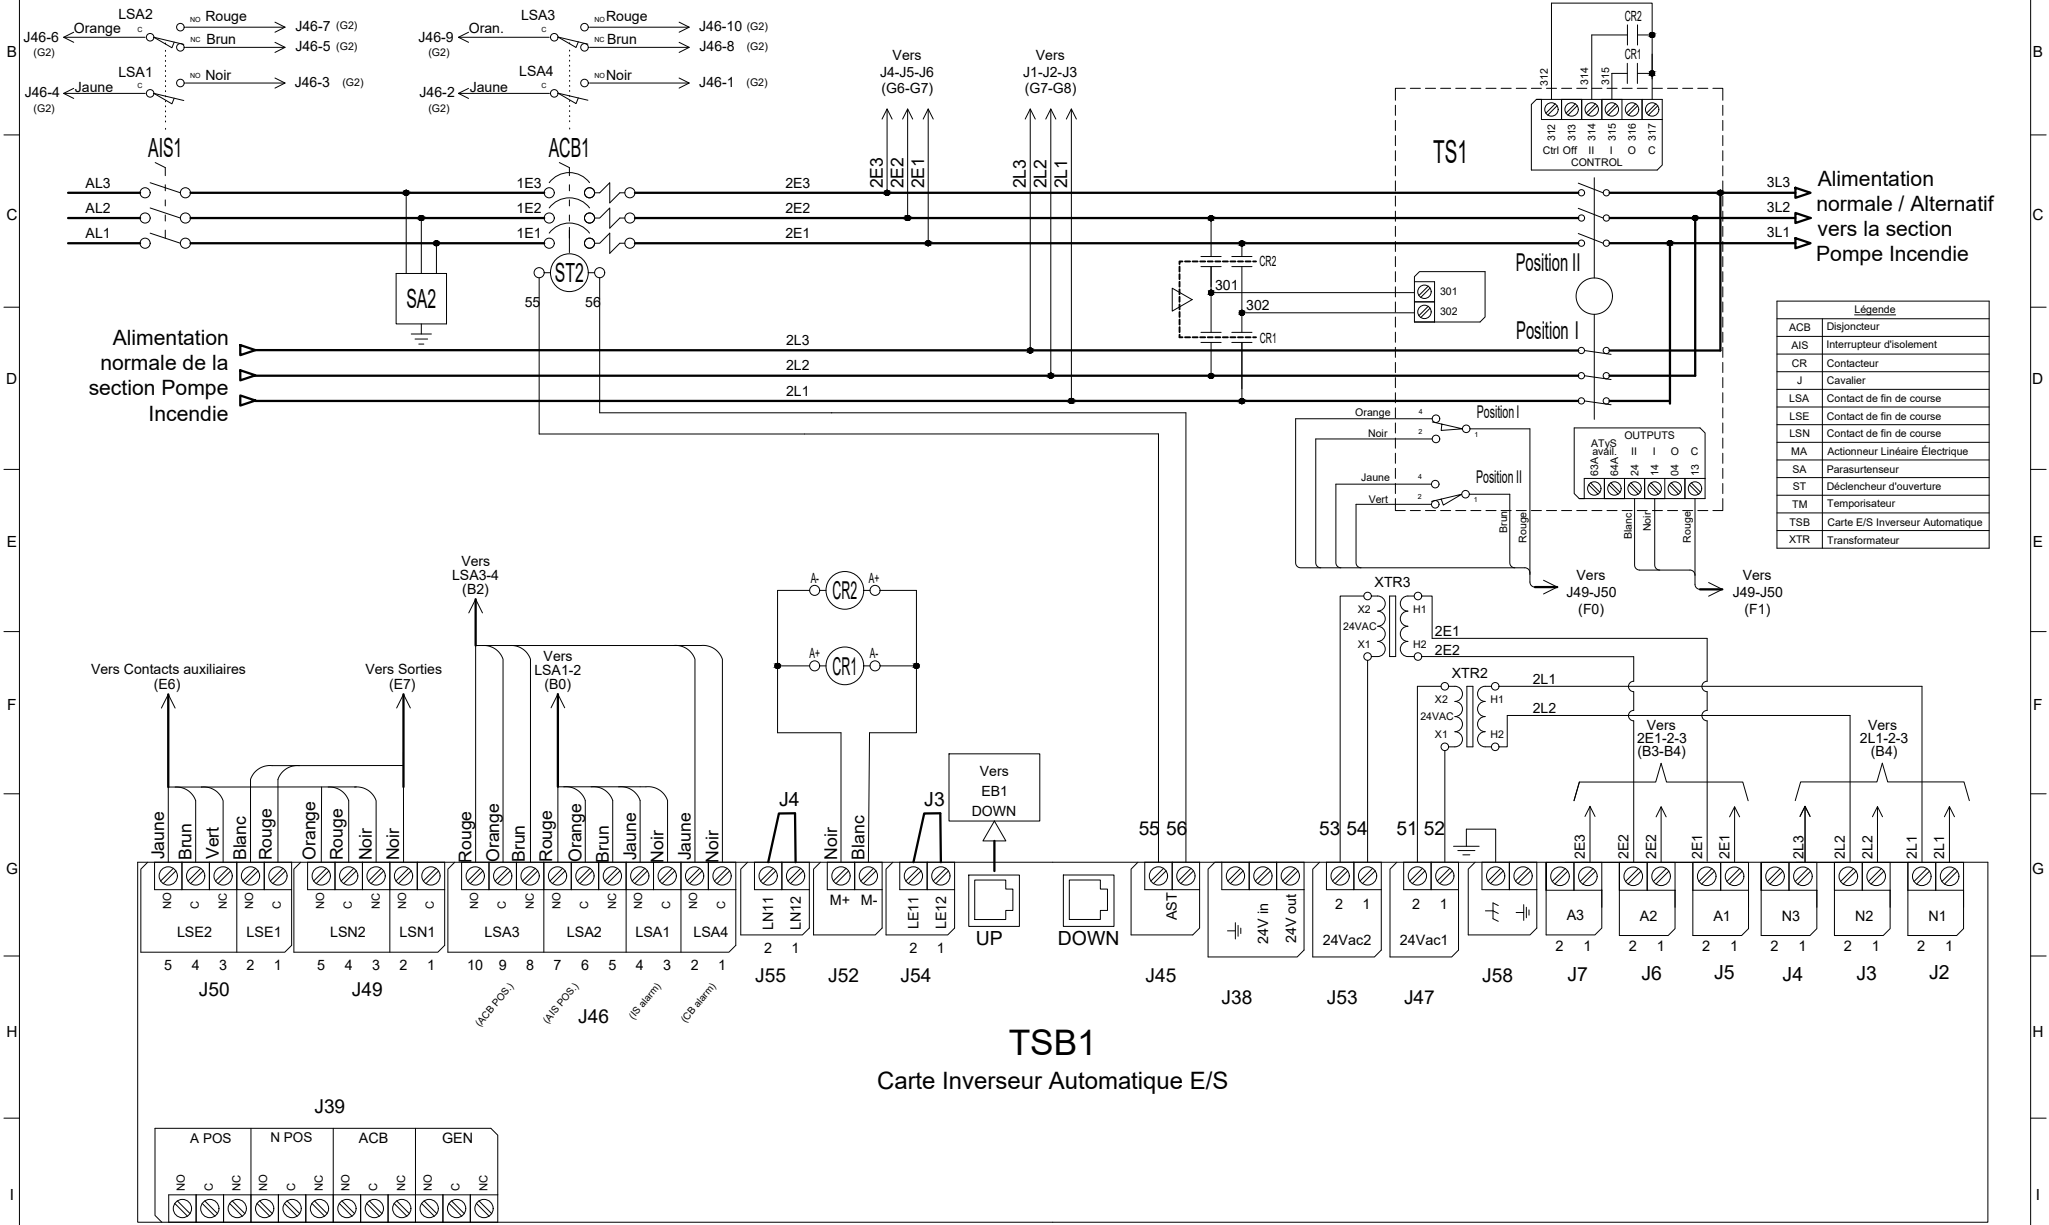 LSA2
Orange
C
NO Rouge
NC Brun
J46-6
(G2)
J46-7 (G2)
J46-5 (G2)
LSA1
C
NO Noir
J46-4
(G2)
Jaune
J46-3 (G2)
AIS1
LSA3
Oran.
C
NO Rouge
NC Brun
J46-9
(G2)
J46-10 (G2)
J46-8 (G2)
LSA4
C
NO Noir
J46-2
(G2)
Jaune
J46-1 (G2)
ACB1
Vers
J4-J5-J6
(G6-G7)
Vers
J1-J2-J3
(G7-G8)
2E3
2E2
2E1
2L3
2L2
2L1
CR2
CR1
312
314
315
312
313
314
315
316
317
Ctrl Off II I O C
CONTROL
TS1
AL3
AL2
AL1
1E3
1E2
1E1
2E3
2E2
2E1
3L3
3L2
3L1
Alimentation
normale / Alternatif
vers la section
Pompe Incendie
SA2
ST2
55
56
CR2
301
302
CR1
301
302
Position II
Position I
Alimentation
normale de la
section Pompe
Incendie
2L3
2L2
2L1
Légende
ACB Disjoncteur
AIS Interrupteur d'isolement
CR Contacteur
J Cavalier
LSA Contact de fin de course
LSE Contact de fin de course
LSN Contact de fin de course
MA Actionneur Linéaire Électrique
SA Parasurtenseur
ST Déclencheur d'ouverture
TM Temporisateur
TSB Carte E/S Inverseur Automatique
XTR Transformateur
Orange 4 Position I
Noir 2 1
Jaune 4 Position II
Vert 2 1
Brun
Rouge
OUTPUTS
ATyS
avail. II I O C
63A
64A
24
14
04
13
Blanc
Noir
Rouge
Vers
J49-J50
(F0)
Vers
J49-J50
(F1)
Vers
LSA3-4
(B2)
Vers
LSA1-2
(B0)
Vers Contacts auxiliaires
(E6)
Vers Sorties
(E7)
A- CR2 A+
A+ CR1 A-
XTR3
X2
24VAC
X1
H1
H2
2E1
2E2
XTR2
X2
24VAC
X1
H1
H2
2L1
2L2
Vers
2E1-2-3
(B3-B4)
Vers
2L1-2-3
(B4)
Vers
EB1
DOWN
Jaune
Brun
Vert
Blanc
Rouge
Orange
Rouge
Noir
Noir
Rouge
Orange
Brun
Rouge
Orange
Brun
Jaune
Noir
Jaune
Noir
J4
Noir
Blanc
J3
55 56
53 54
51 52
2E3
2E2
2E2
2E1
2E1
2L3
2L2
2L2
2L1
2L1
NO C NC
LSE2
LSE1
5 4 3 2 1
J50
NO C NC
LSN2
LSN1
5 4 3 2 1
J49
NO C NC
LSA3
LSA2
LSA1
LSA4
10 9 8 7 6 5 4 3 2 1
(ACB POS.)
(AIS POS.)
(IS alarm)
(CB alarm)
J46
LN11
LN12
2 1
J55
M+ M-
J52
LE11
LE12
2 1
J54
UP
DOWN
AST
J45
24V in
24V out
J38
2 1
24Vac2
J53
2 1
24Vac1
J47
J58
A3
2 1
J7
A2
2 1
J6
A1
2 1
J5
N3
2 1
J4
N2
2 1
J3
N1
2 1
J2
TSB1
Carte Inverseur Automatique E/S
J39
A POS
N POS
ACB
GEN
NO C NC
NO C NC
NO C NC
NO C NC
B
C
D
E
F
G
H
I
B
C
D
E
F
G
H
I